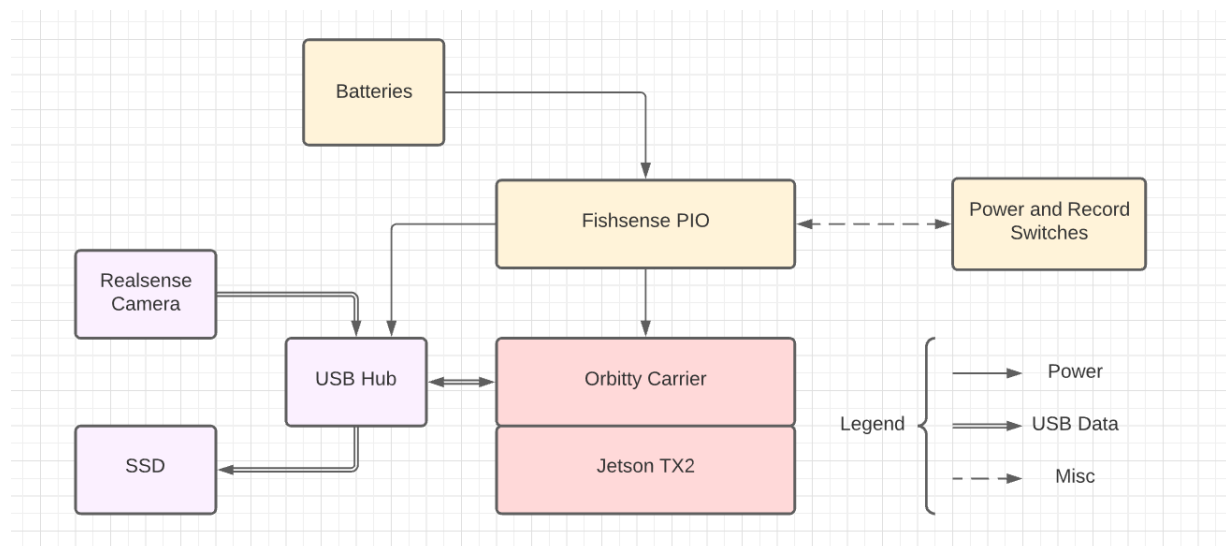 Batteries
Fishsense PIO
Power and Record
Switches
Realsense
Camera
USB Hub
Orbitty Carrier
SSD
Jetson TX2
Legend
Power
USB Data
Misc